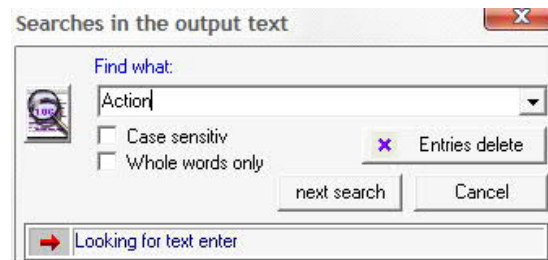 Searches in the output text
Find what:
Action
Case sensitiv
Entries delete
Whole words only
next search
Cancel
Looking for text enter